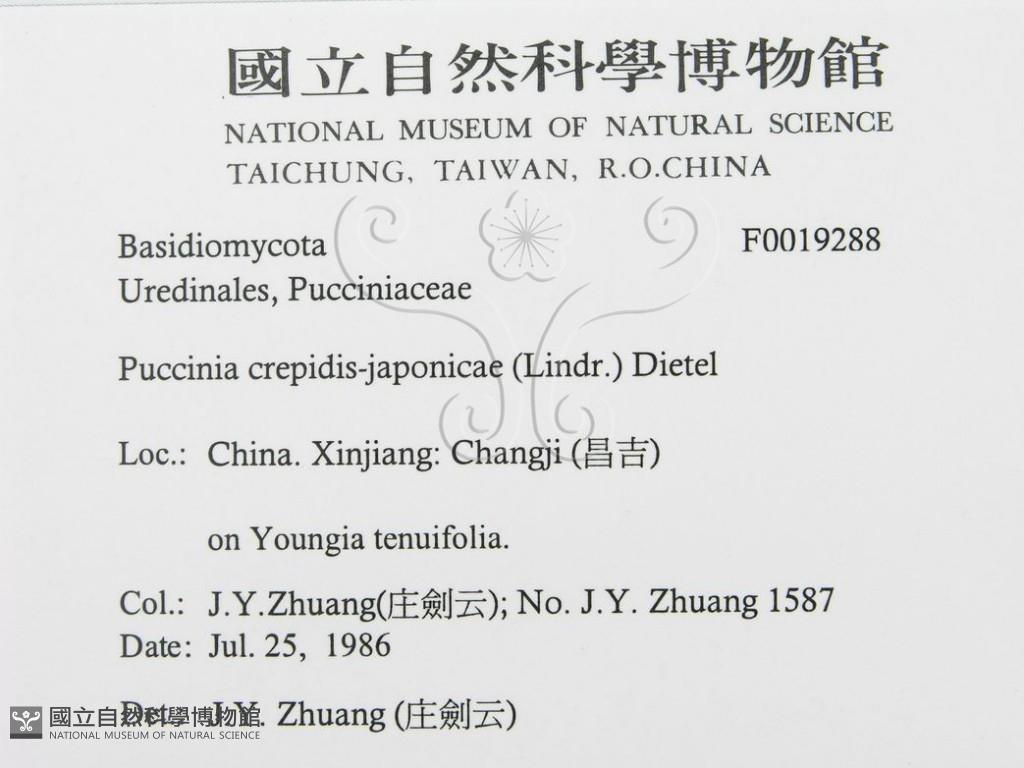 國立自然科學博物館
NATIONAL MUSEUM OF NATURAL SCIENCE
TAICHUNG, TAIWAN, R.O.CHINA
Basidiomycota F0019288
Uredinales, Pucciniaceae
Puccinia crepidis-japonicae (Lindr.) Dietel
Loc.: China. Xinjiang: Changji (昌吉)
on Youngia tenuifolia.
Col.: J.Y.Zhuang(庄劍云); No. J.Y. Zhuang 1587
Date: Jul. 25, 1986
Det.: J.Y. Zhuang (庄劍云)
國立自然科學博物館
NATIONAL MUSEUM OF NATURAL SCIENCE